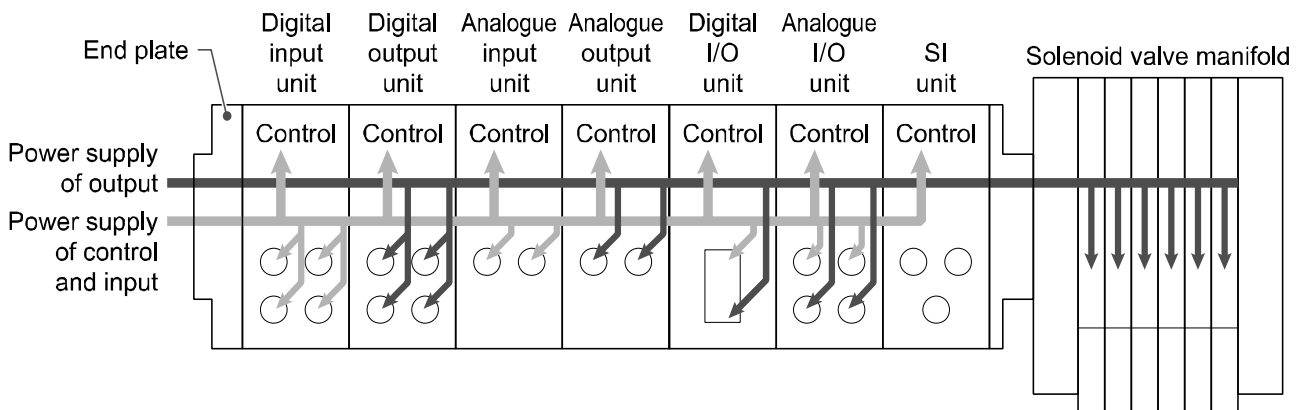 End plate
Digital
input
unit
Digital
output
unit
Analogue
input
unit
Analogue
output
unit
Digital
I/O
unit
Analogue
I/O
unit
SI
unit
Solenoid valve manifold
Control
Control
Control
Control
Control
Control
Control
Power supply
of output
Power supply
of control
and input